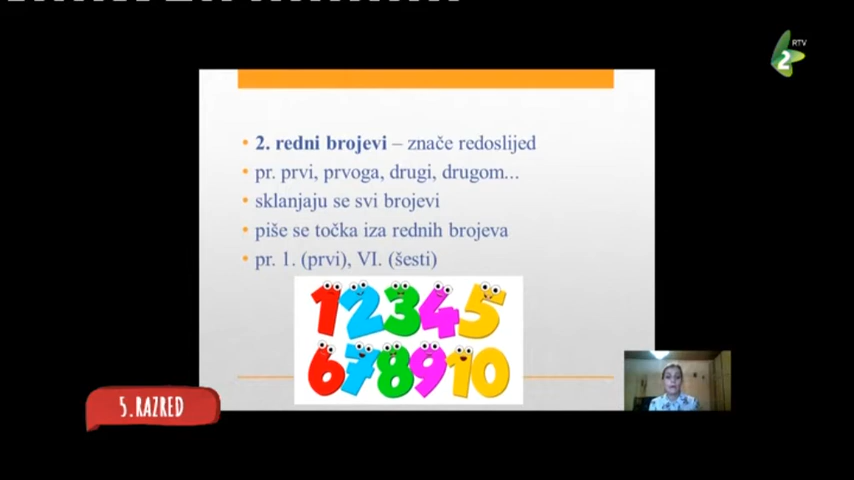 RTV
2
2. redni brojevi – znače redoslijed
pr. prvi, prvoga, drugi, drugom...
sklanjaju se svi brojevi
piše se točka iza rednih brojeva
pr. 1. (prvi), VI. (šesti)
1 2 3 4 5
6 7 8 9 10
5. RAZRED